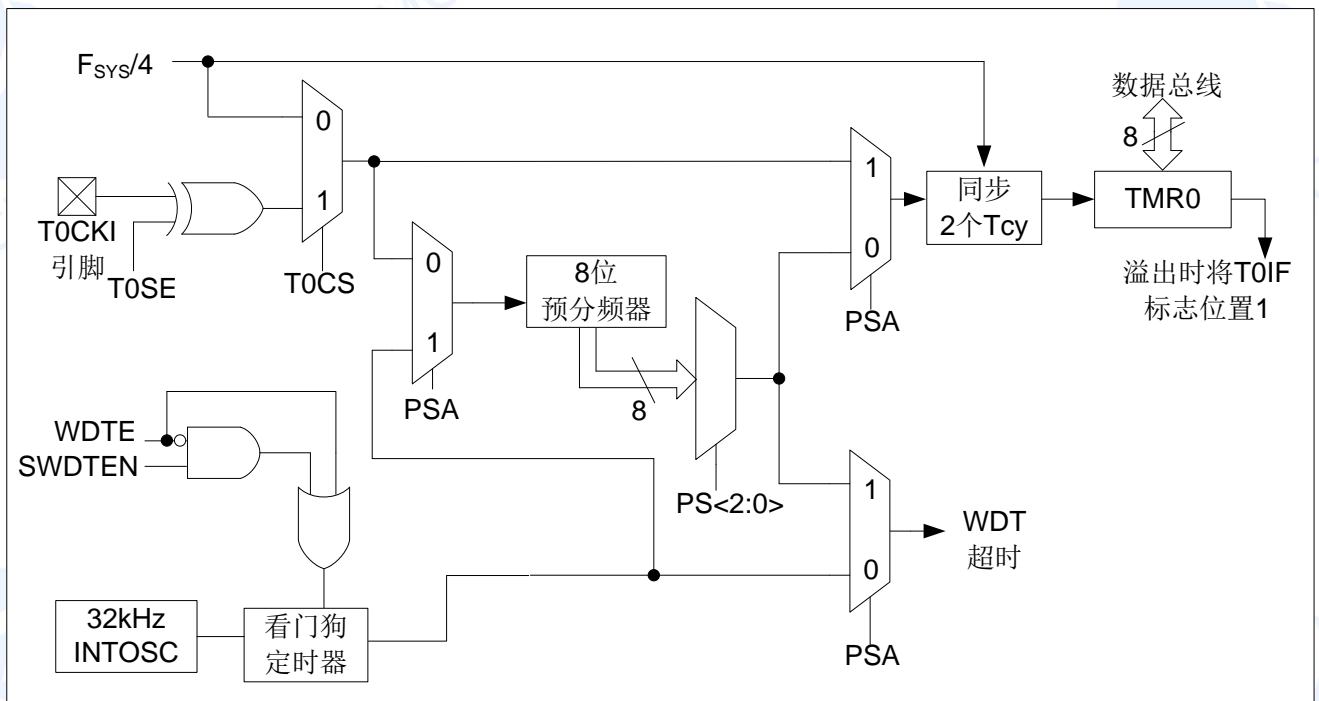 FSYS/4
数据总线
8
0
1
1
0
同步
2个Tcy
TMR0
T0CKI
引脚
T0SE
T0CS
0
1
8位
预分频器
PSA
溢出时将T0IF
标志位置1
PSA
8
WDTE
SWDTEN
PS<2:0>
1
0
WDT
超时
32kHz
INTOSC
看门狗
定时器
PSA